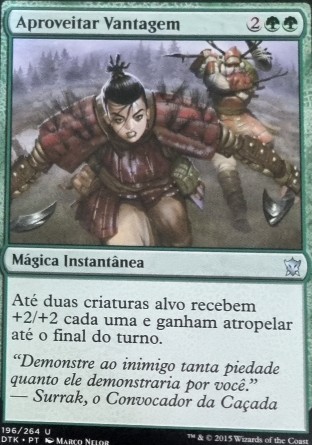 Aproveitar Vantagem 2
Mágica Instantânea
Até duas criaturas alvo recebem
+2/+2 cada uma e ganham atropelar
até o final do turno.
“Demonstre ao inimigo tanta piedade
quanto ele demonstraria por você.”
— Surrak, o Convocador da Caçada
196/264 U
DTK • PT Marco Nelor
™ & © 2015 Wizards of the Coast